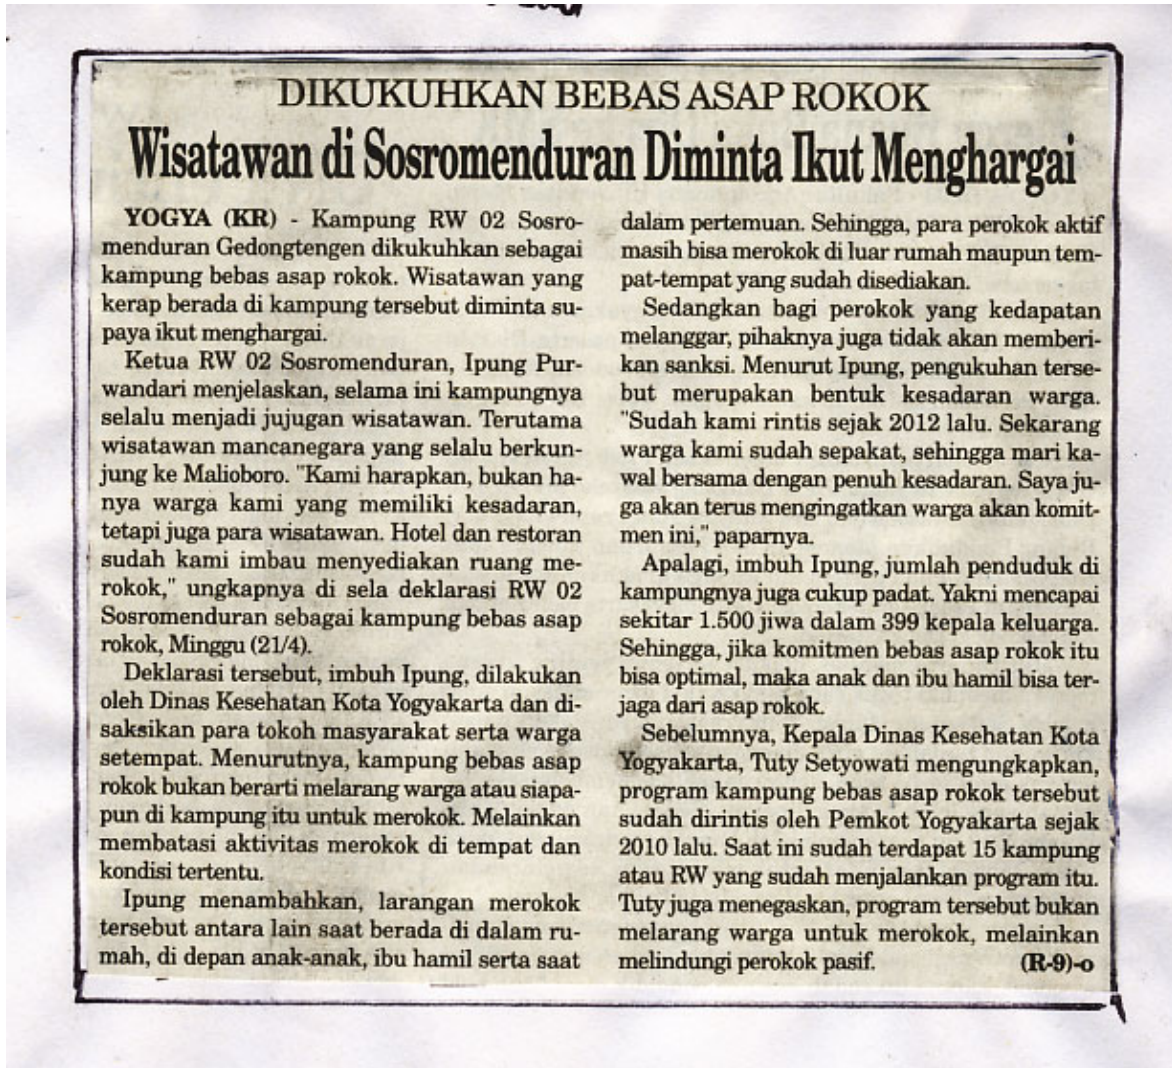 DIKUKUHKAN BEBAS ASAP ROKOK
Wisatawan di Sosromenduran Diminta Ikut Menghargai
YOGYA (KR) - Kampung RW 02 Sosro-
menduran Gedongtengen dikukuhkan sebagai
kampung bebas asap rokok. Wisatawan yang
kerap berada di kampung tersebut diminta su-
paya ikut menghargai.
Ketua RW 02 Sosromenduran, Ipung Pur-
wandari menjelaskan, selama ini kampungnya
selalu menjadi jujugan wisatawan. Terutama
wisatawan mancanegara yang selalu berkun-
jung ke Malioboro. "Kami harapkan, bukan ha-
nya warga kami yang memiliki kesadaran,
tetapi juga para wisatawan. Hotel dan restoran
sudah kami imbau menyediakan ruang me-
rokok," ungkapnya di sela deklarasi RW 02
Sosromenduran sebagai kampung bebas asap
rokok, Minggu (21/4).
Deklarasi tersebut, imbuh Ipung, dilakukan
oleh Dinas Kesehatan Kota Yogyakarta dan di-
saksikan para tokoh masyarakat serta warga
setempat. Menurutnya, kampung bebas asap
rokok bukan berarti melarang warga atau siapa-
pun di kampung itu untuk merokok. Melainkan
membatasi aktivitas merokok di tempat dan
kondisi tertentu.
Ipung menambahkan, larangan merokok
tersebut antara lain saat berada di dalam ru-
mah, di depan anak-anak, ibu hamil serta saat
dalam pertemuan. Sehingga, para perokok aktif
masih bisa merokok di luar rumah maupun tem-
pat-tempat yang sudah disediakan.
Sedangkan bagi perokok yang kedapatan
melanggar, pihaknya juga tidak akan memberi-
kan sanksi. Menurut Ipung, pengukuhan terse-
but merupakan bentuk kesadaran warga.
"Sudah kami rintis sejak 2012 lalu. Sekarang
warga kami sudah sepakat, sehingga mari ka-
wal bersama dengan penuh kesadaran. Saya ju-
ga akan terus mengingatkan warga akan komit-
men ini," paparnya.
Apalagi, imbuh Ipung, jumlah penduduk di
kampungnya juga cukup padat. Yakni mencapai
sekitar 1.500 jiwa dalam 399 kepala keluarga.
Sehingga, jika komitmen bebas asap rokok itu
bisa optimal, maka anak dan ibu hamil bisa ter-
jaga dari asap rokok.
Sebelumnya, Kepala Dinas Kesehatan Kota
Yogyakarta, Tuty Setyowati mengungkapkan,
program kampung bebas asap rokok tersebut
sudah dirintis oleh Pemkot Yogyakarta sejak
2010 lalu. Saat ini sudah terdapat 15 kampung
atau RW yang sudah menjalankan program itu.
Tuty juga menegaskan, program tersebut bukan
melarang warga untuk merokok, melainkan
melindungi perokok pasif. (R-9)-o